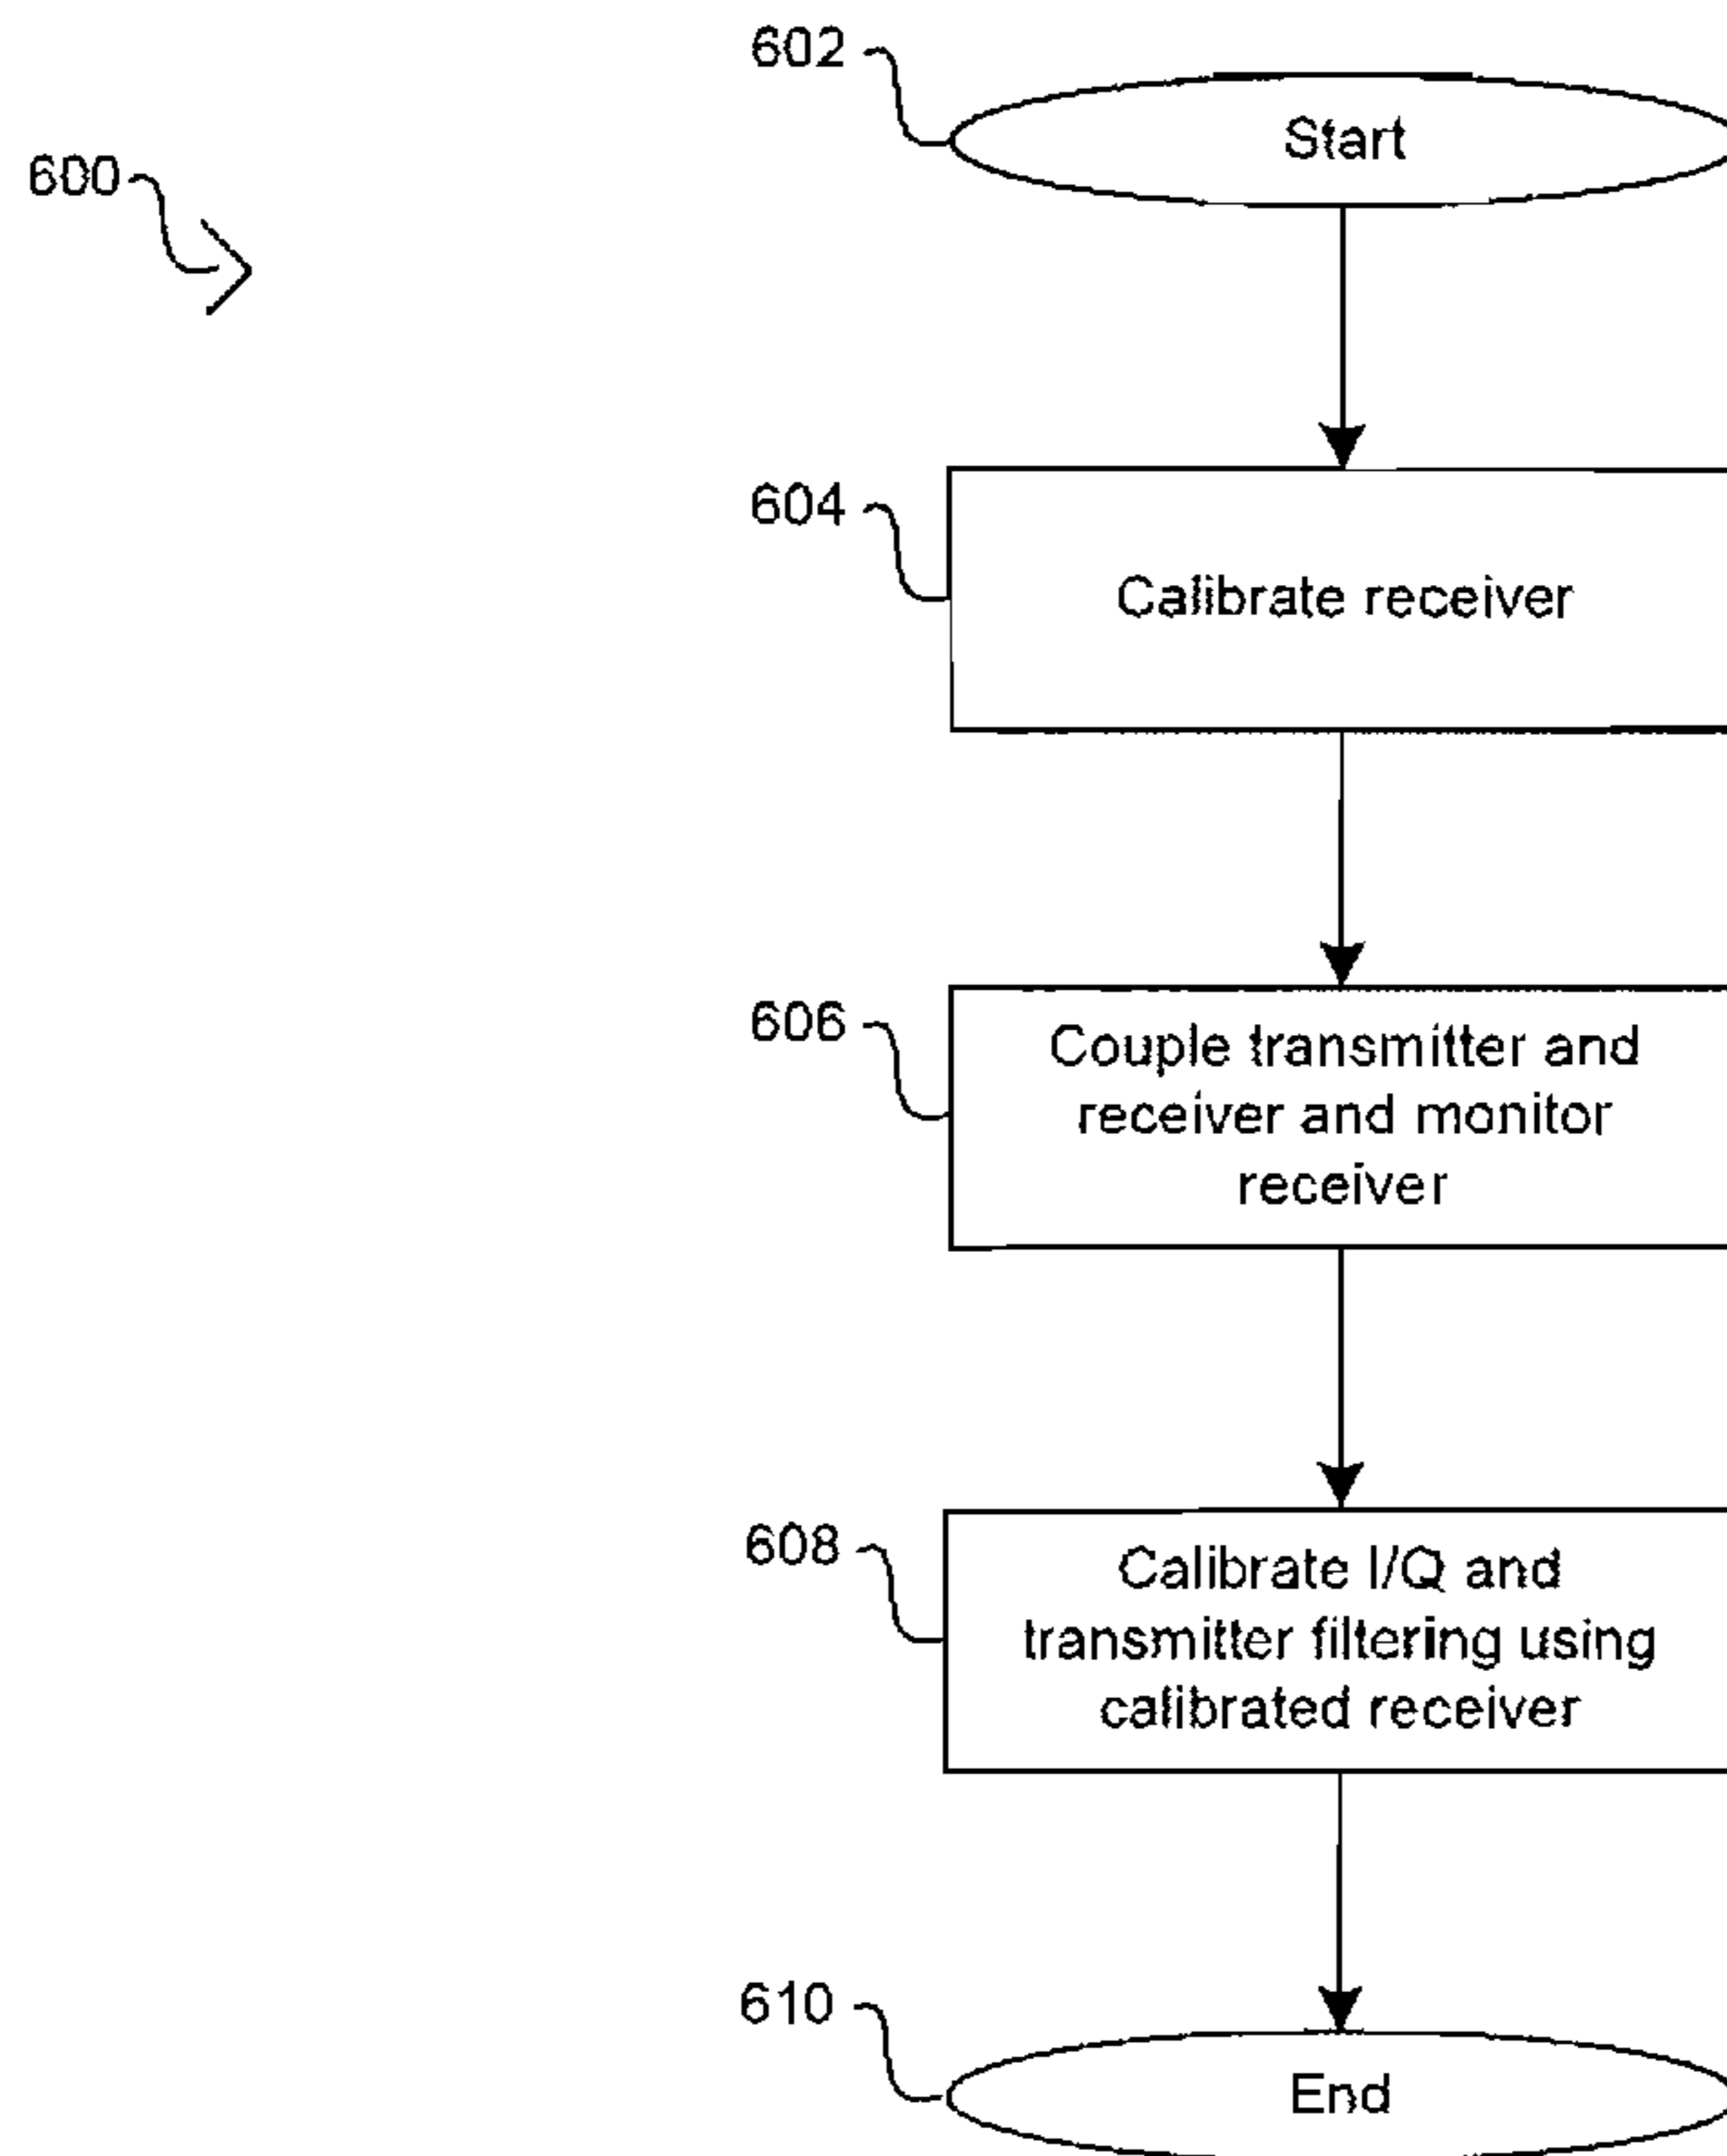 602
Start
600
604
Calibrate receiver
606
Couple transmitter and
receiver and monitor
receiver
608
Calibrate I/Q and
transmitter filtering using
calibrated receiver
610
End